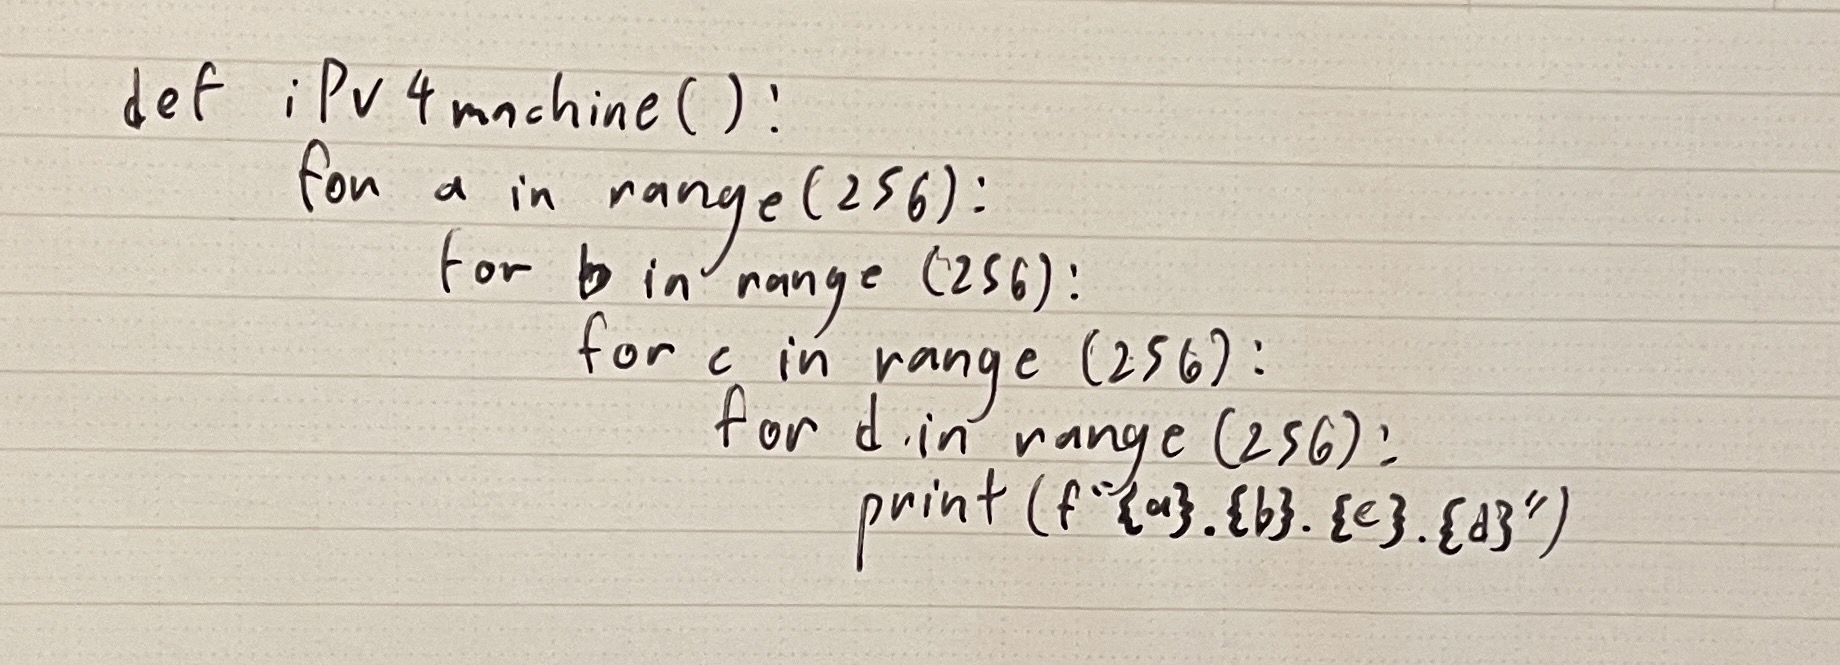 def iPv4machine():
for a in range(256):
for b in range (256):
for c in range (256):
for d in range (256):
print (f"{a}.{b}.{c}.{d}")